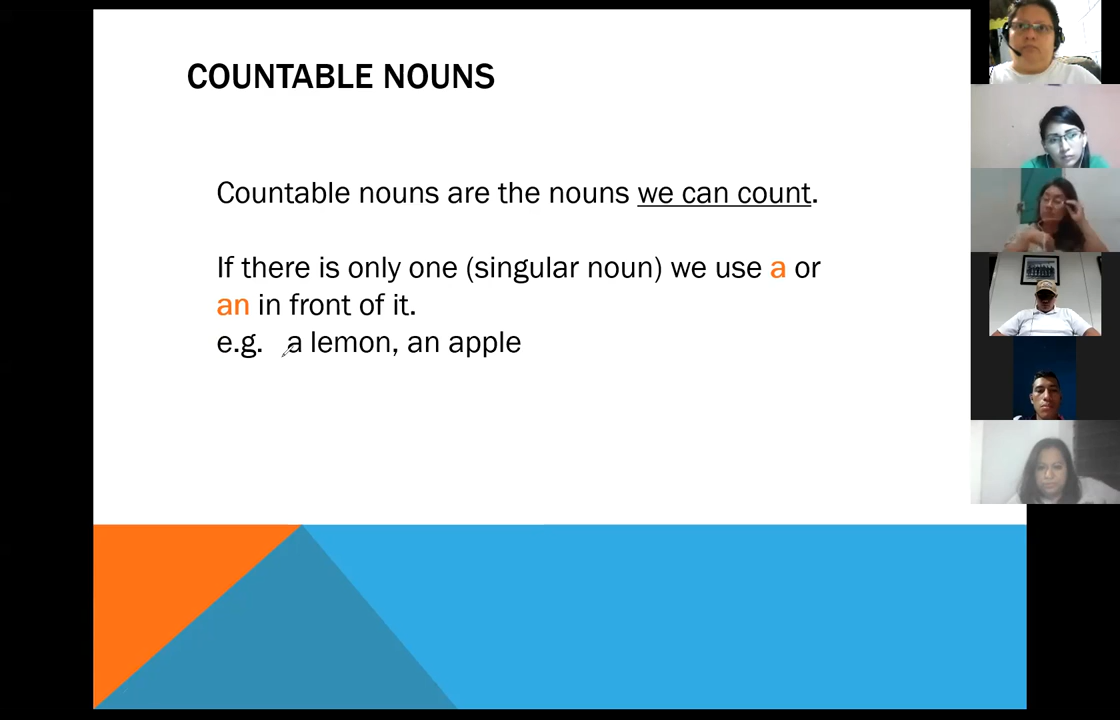 COUNTABLE NOUNS
Countable nouns are the nouns we can count.
If there is only one (singular noun) we use a or
an in front of it.
e.g. a lemon, an apple